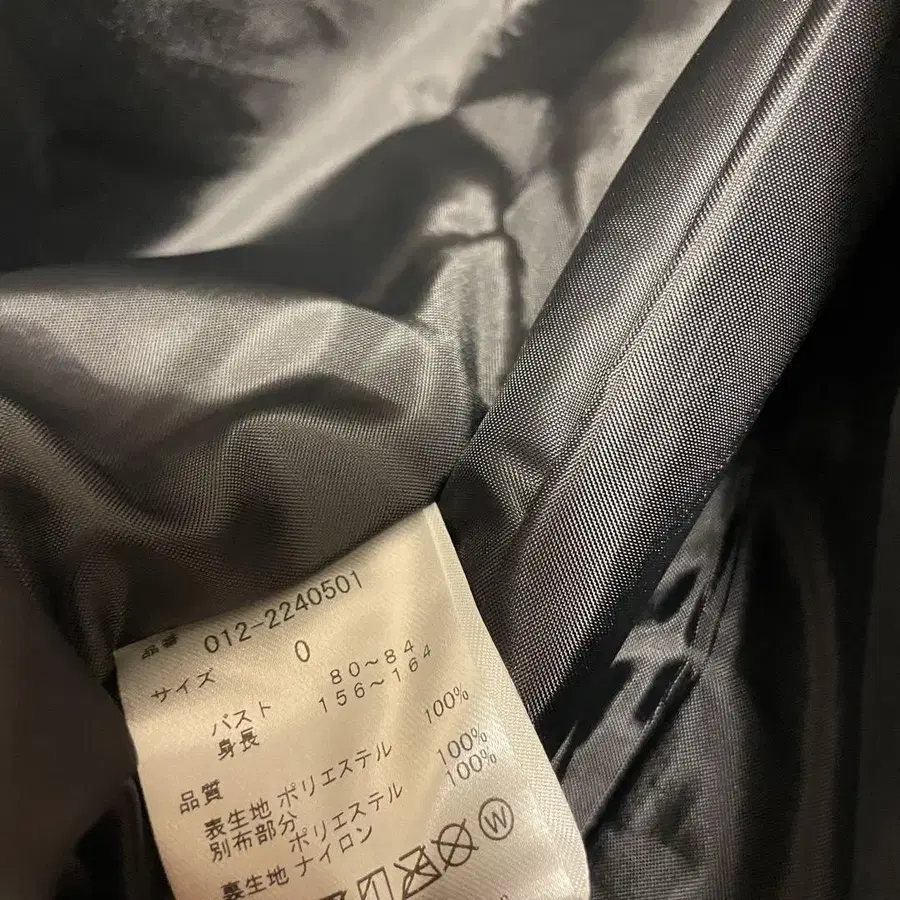 品番 012-2240501
サイズ 0
バスト 80～84
身長 156～164
品質
表生地 ポリエステル 100%
別布部分
ポリエステル 100%
裏生地 ナイロン 100%
W